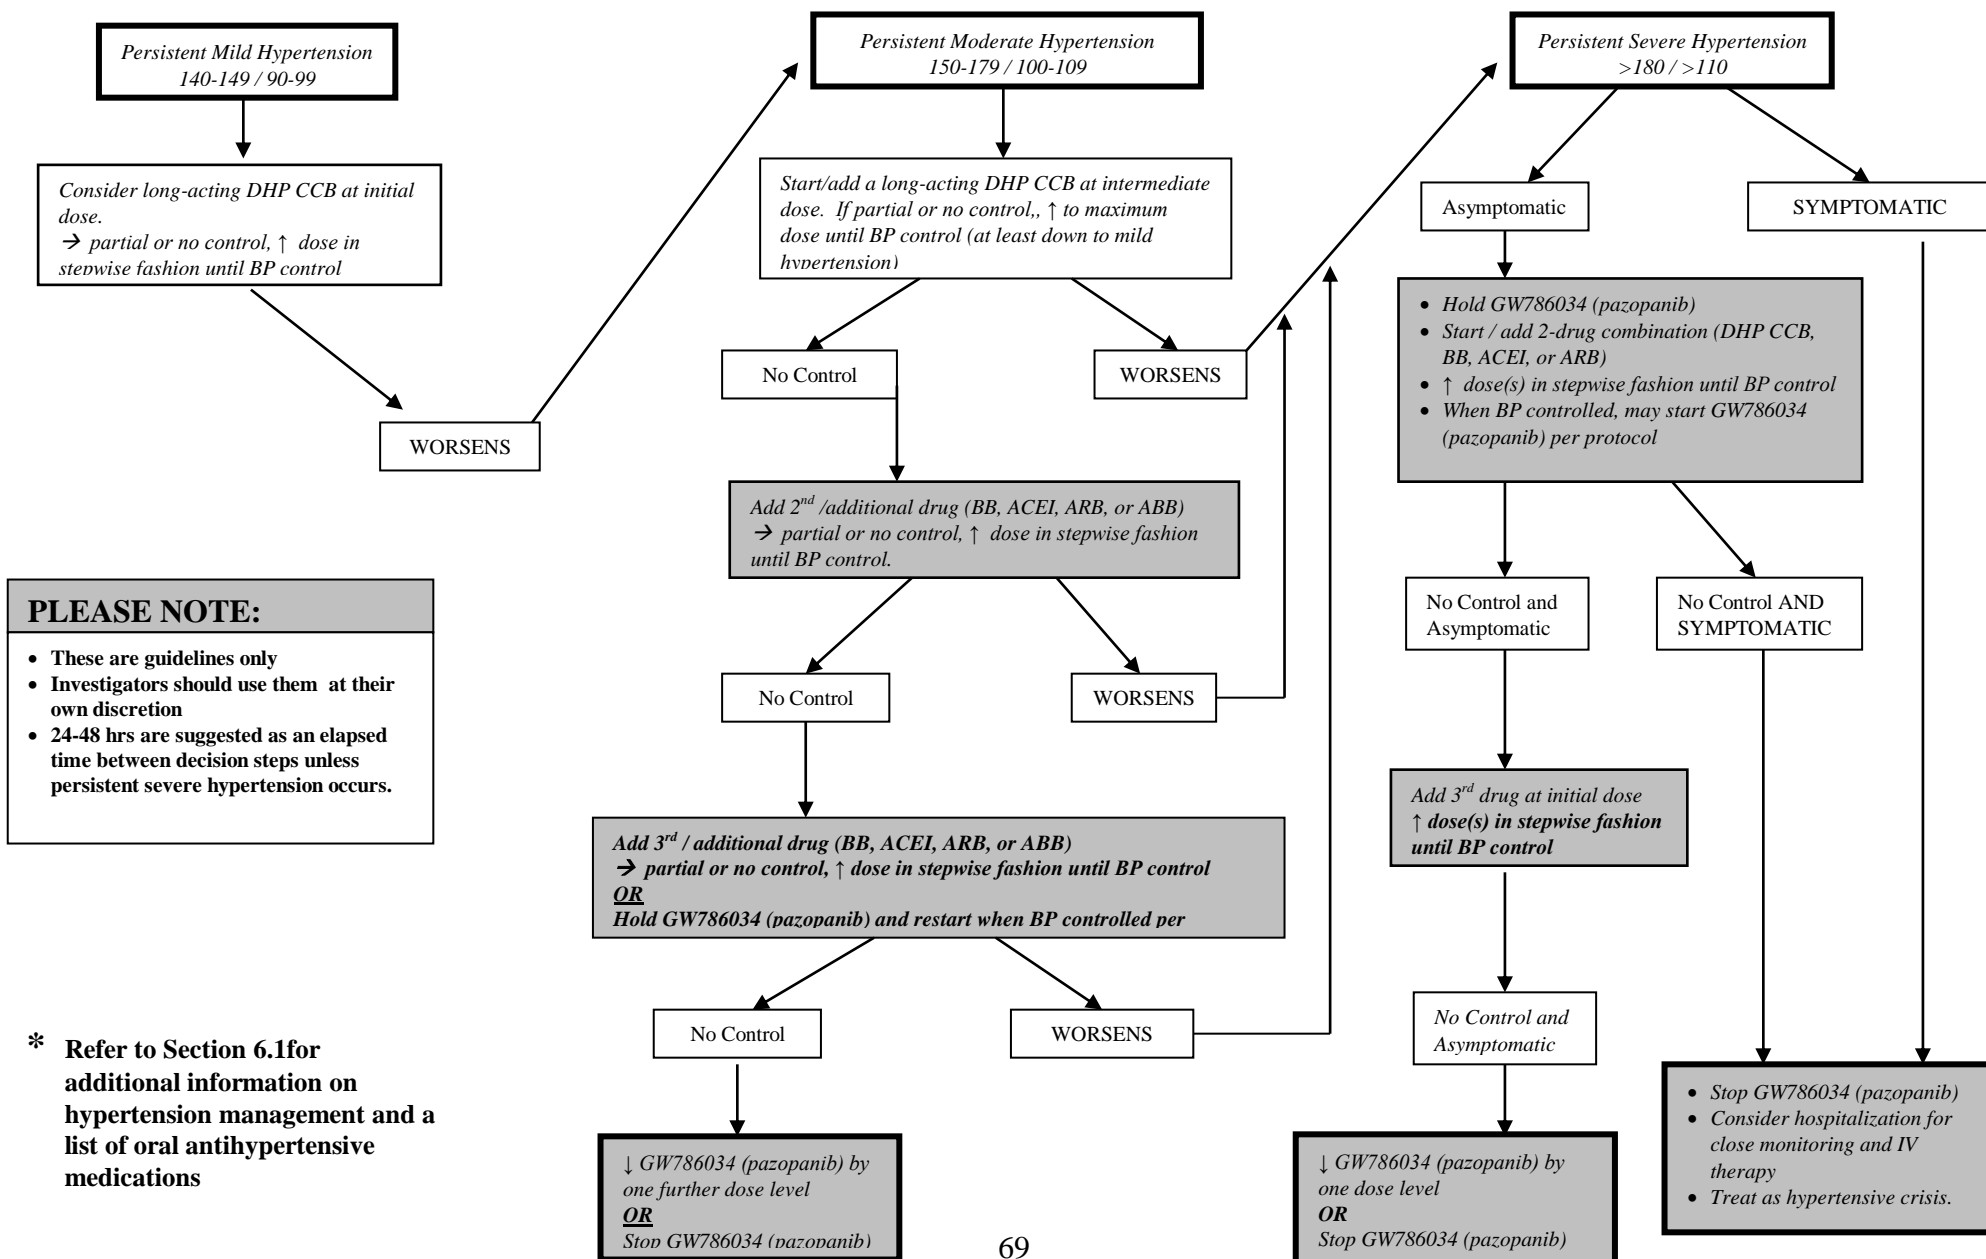 Persistent Mild Hypertension
140-149 / 90-99
Consider long-acting DHP CCB at initial
dose.
→ partial or no control, ↑ dose in
stepwise fashion until BP control
WORSENS
PLEASE NOTE:
• These are guidelines only
• Investigators should use them at their
own discretion
• 24-48 hrs are suggested as an elapsed
time between decision steps unless
persistent severe hypertension occurs.
* Refer to Section 6.1for
additional information on
hypertension management and a
list of oral antihypertensive
medications
Persistent Moderate Hypertension
150-179 / 100-109
Start/add a long-acting DHP CCB at intermediate
dose. If partial or no control,, ↑ to maximum
dose until BP control (at least down to mild
hypertension)
No Control
WORSENS
Add 2nd /additional drug (BB, ACEI, ARB, or ABB)
→ partial or no control, ↑ dose in stepwise fashion
until BP control.
No Control
WORSENS
Add 3rd / additional drug (BB, ACEI, ARB, or ABB)
→ partial or no control, ↑ dose in stepwise fashion until BP control
OR
Hold GW786034 (pazopanib) and restart when BP controlled per
No Control
WORSENS
↓ GW786034 (pazopanib) by
one further dose level
OR
Stop GW786034 (pazopanib)
Persistent Severe Hypertension
>180 / >110
Asymptomatic
SYMPTOMATIC
• Hold GW786034 (pazopanib)
• Start / add 2-drug combination (DHP CCB,
BB, ACEI, or ARB)
• ↑ dose(s) in stepwise fashion until BP control
• When BP controlled, may start GW786034
(pazopanib) per protocol
No Control and
Asymptomatic
No Control AND
SYMPTOMATIC
Add 3rd drug at initial dose
↑ dose(s) in stepwise fashion
until BP control
No Control and
Asymptomatic
↓ GW786034 (pazopanib) by
one dose level
OR
Stop GW786034 (pazopanib)
• Stop GW786034 (pazopanib)
• Consider hospitalization for
close monitoring and IV
therapy
• Treat as hypertensive crisis.
69